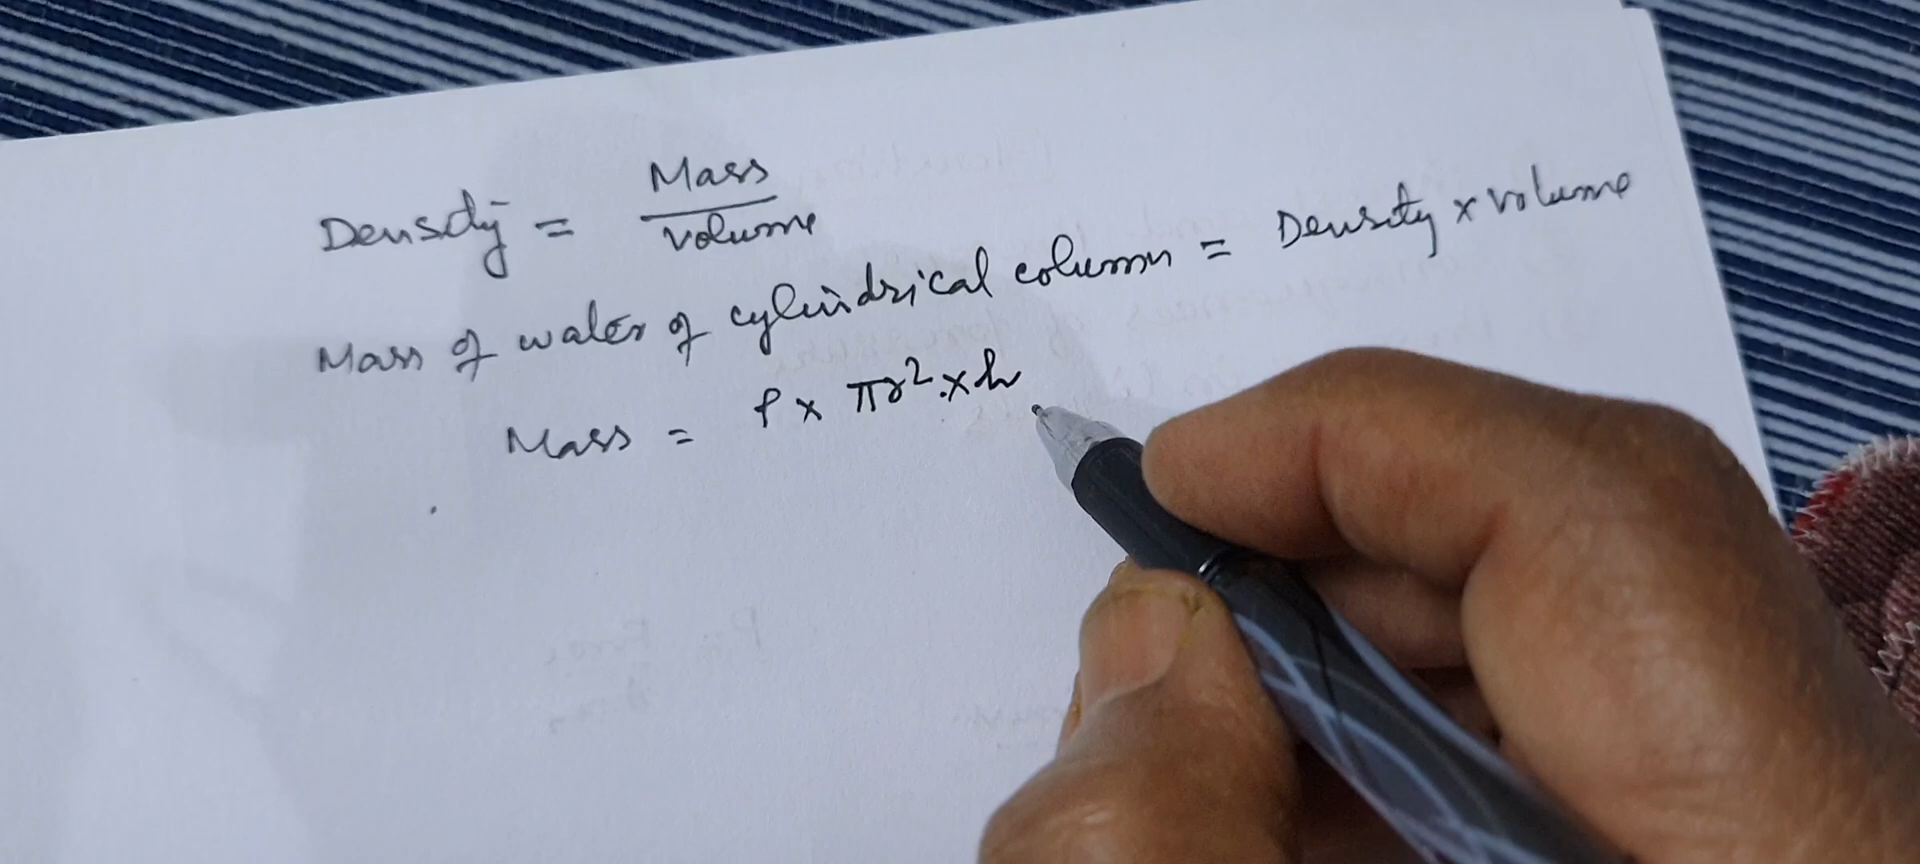 Density = Mass / Volume
Mass of water of cylindrical column = Density x volume
Mass = ρ x πr² . x h